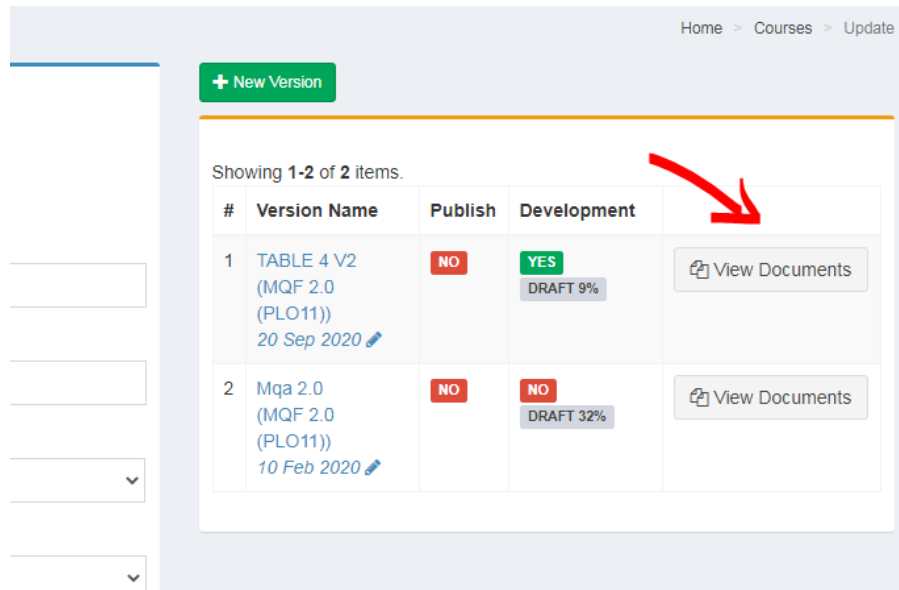 Home > Courses > Update
New Version
Showing 1-2 of 2 items.
# Version Name Publish Development
1 TABLE 4 V2 NO YES View Documents
(MQF 2.0 DRAFT 9%
(PLO11))
20 Sep 2020
2 Mqa 2.0 NO NO View Documents
(MQF 2.0 DRAFT 32%
(PLO11))
10 Feb 2020